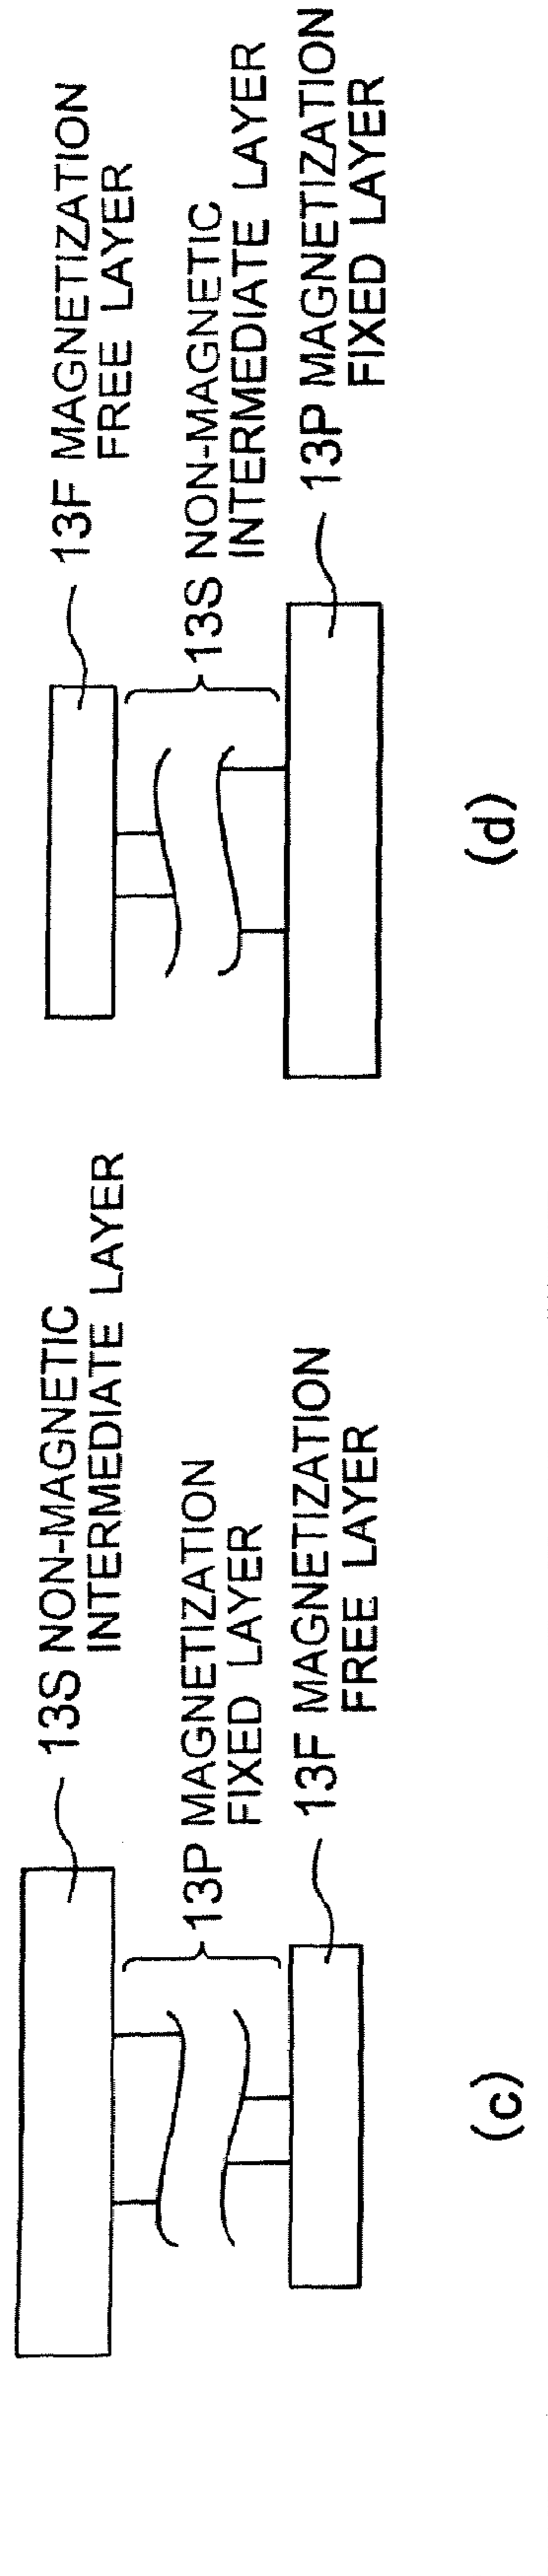 13S NON-MAGNETIC
INTERMEDIATE LAYER
13P MAGNETIZATION
FIXED LAYER
13F MAGNETIZATION
FREE LAYER
(c)
13F MAGNETIZATION
FREE LAYER
13S NON-MAGNETIC
INTERMEDIATE LAYER
13P MAGNETIZATION
FIXED LAYER
(d)